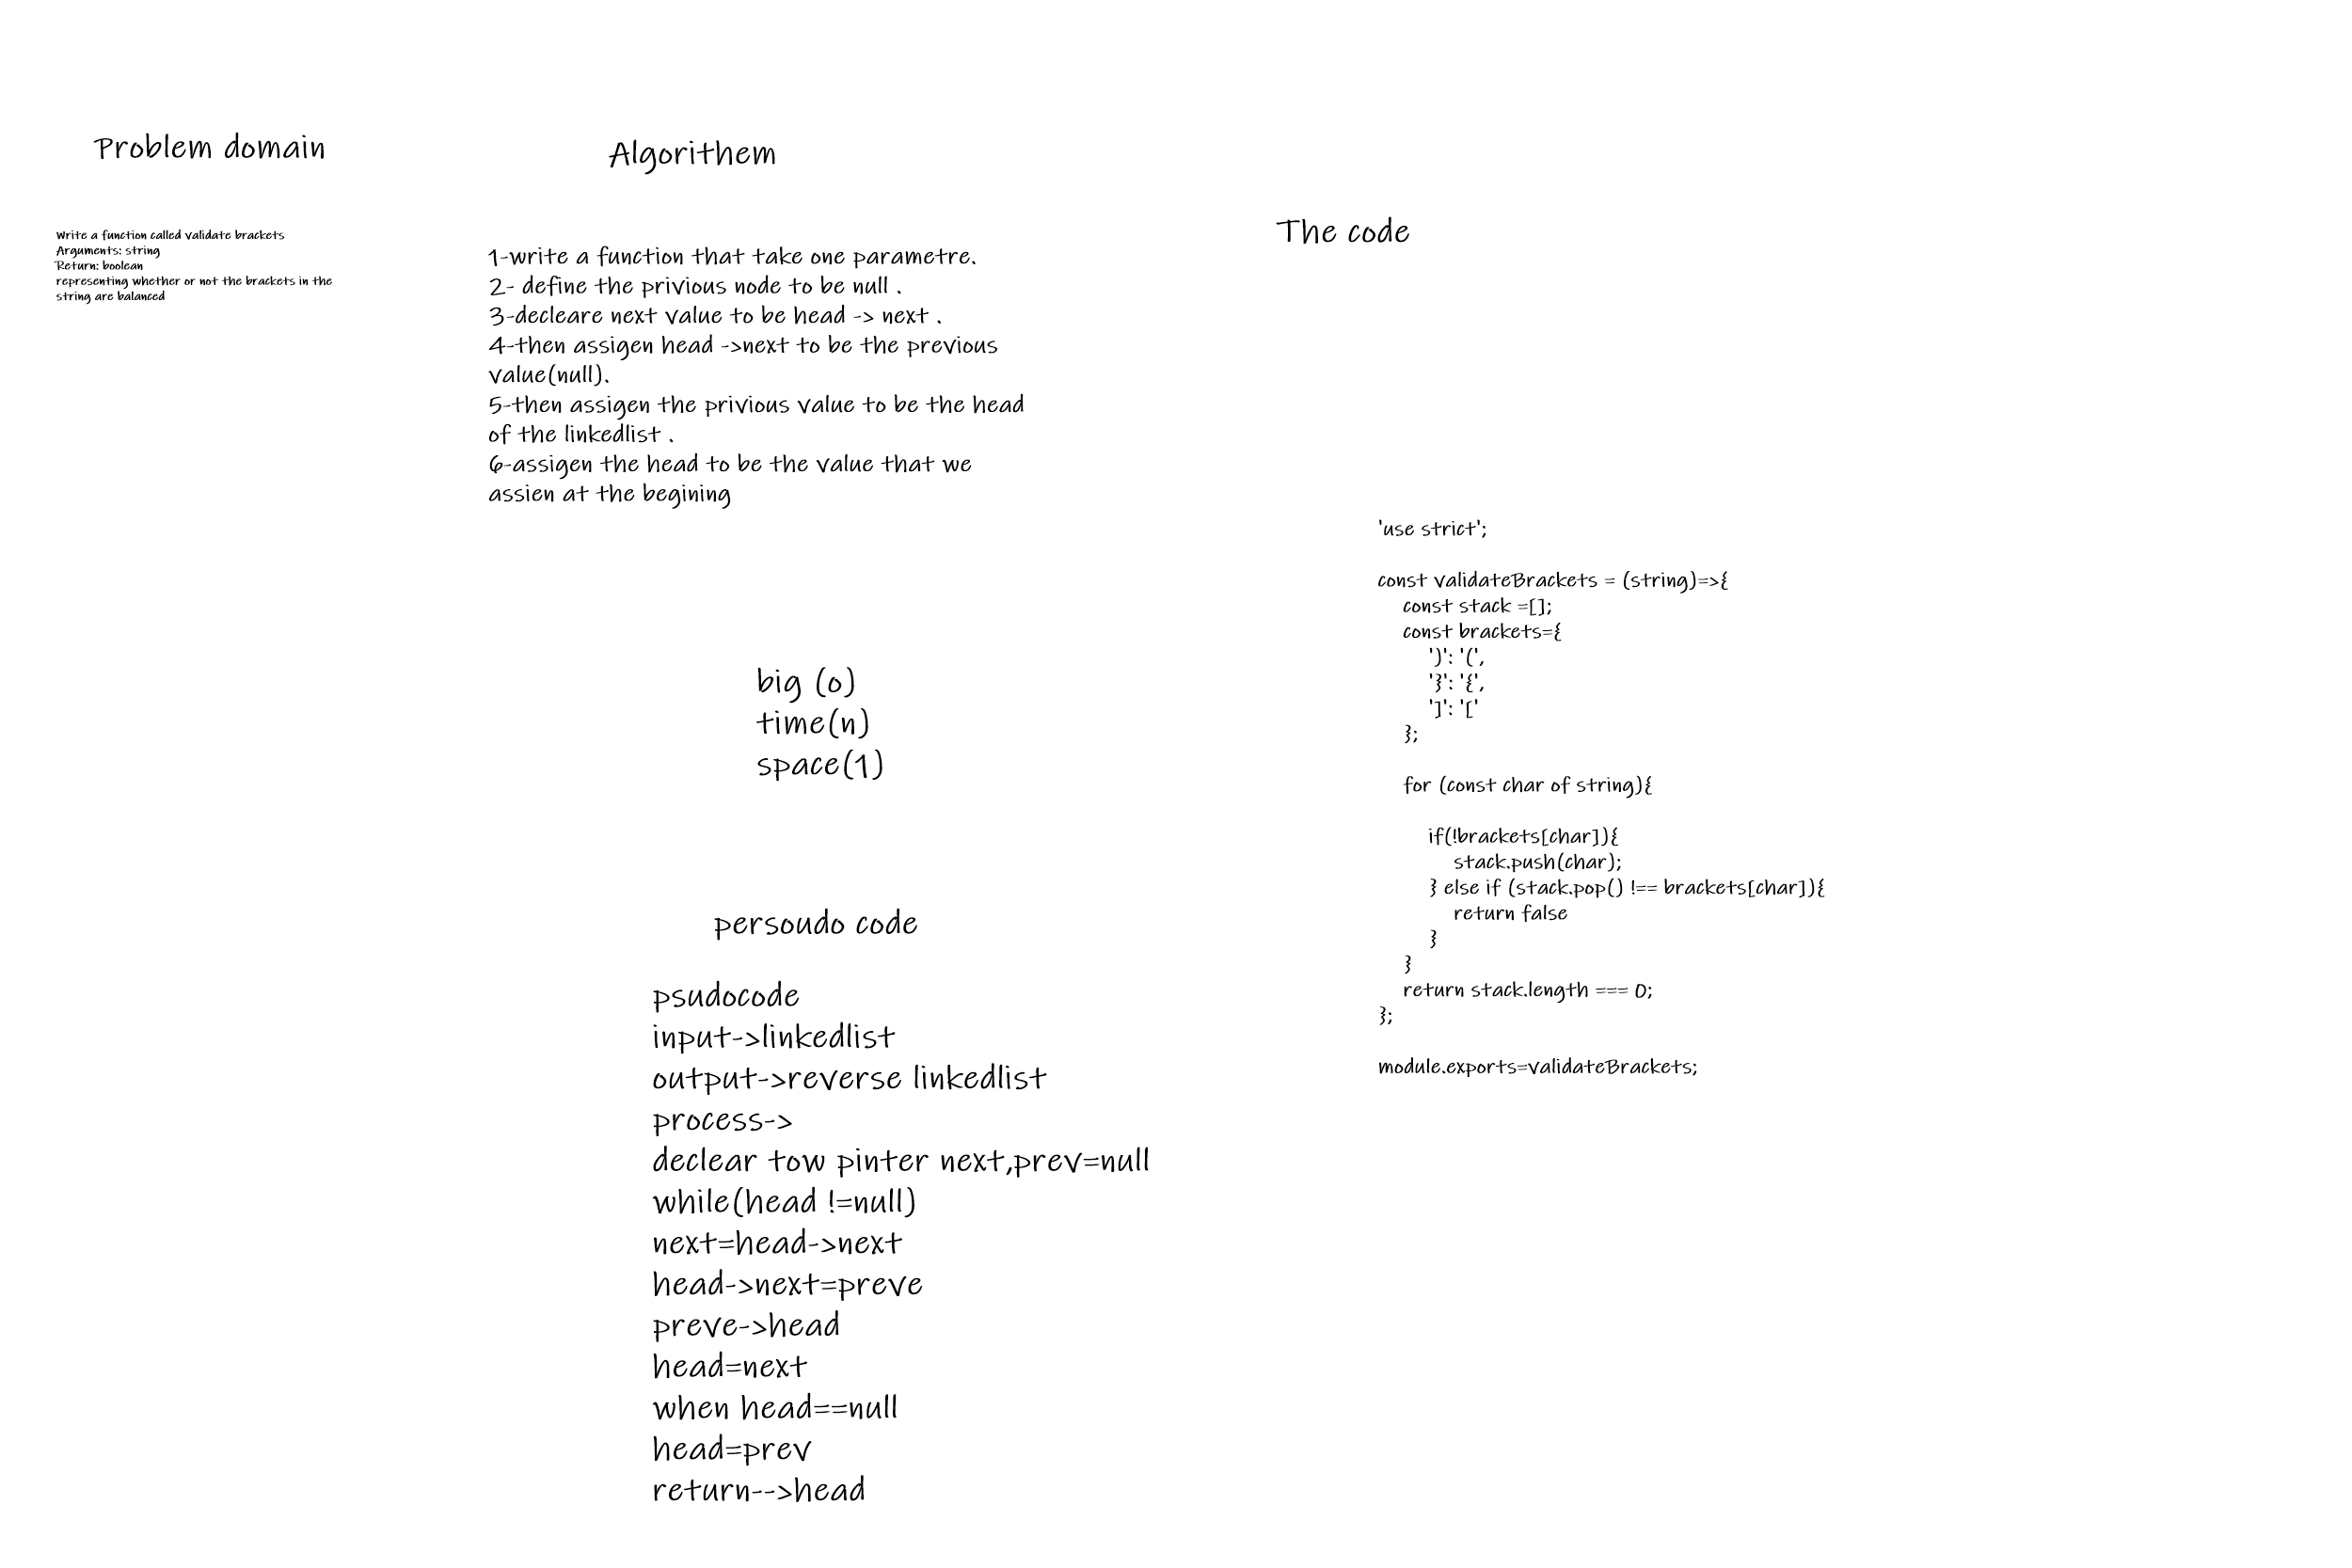 Problem domain
Write a function called validate brackets
Arguments: string
Return: boolean
representing whether or not the brackets in the
string are balanced
Algorithem
1-write a function that take one parametre.
2- define the privious node to be null .
3-decleare next value to be head -> next .
4-then assigen head ->next to be the previous
value(null).
5-then assigen the privious value to be the head
of the linkedlist .
6-assigen the head to be the value that we
assien at the begining
big (o)
time(n)
space(1)
persoudo code
psudocode
input->linkedlist
output->reverse linkedlist
process->
declear tow pinter next,prev=null
while(head !=null)
next=head->next
head->next=preve
preve->head
head=next
when head==null
head=prev
return-->head
The code
'use strict';
const validateBrackets = (string)=>{
const stack =[];
const brackets={
')': '(',
'}': '{',
']': '['
};
for (const char of string){
if(!brackets[char]){
stack.push(char);
} else if (stack.pop() !== brackets[char]){
return false
}
}
return stack.length === 0;
};
module.exports=validateBrackets;